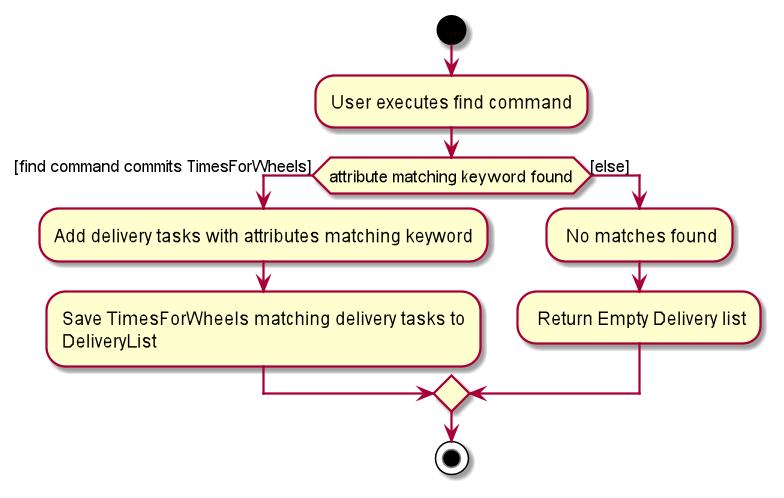 User executes find command
[find command commits TimesForWheels]
attribute matching keyword found
[else]
Add delivery tasks with attributes matching keyword
No matches found
Save TimesForWheels matching delivery tasks to
DeliveryList
Return Empty Delivery list